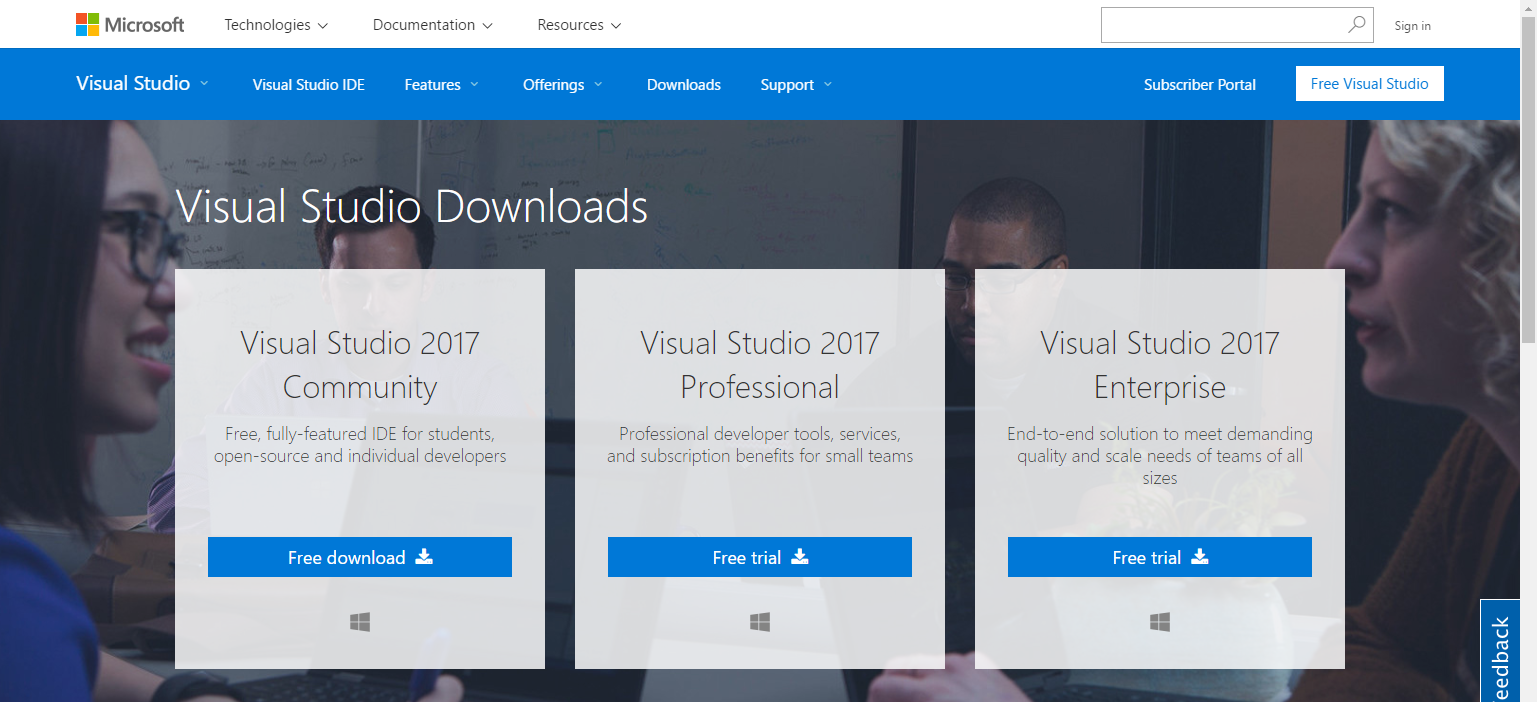 Microsoft Technologies Documentation Resources Sign in
Visual Studio Visual Studio IDE Features Offerings Downloads Support Subscriber Portal Free Visual Studio
Visual Studio Downloads
Visual Studio 2017
Community
Free, fully-featured IDE for students,
open-source and individual developers
Free download
Visual Studio 2017
Professional
Professional developer tools, services,
and subscription benefits for small teams
Free trial
Visual Studio 2017
Enterprise
End-to-end solution to meet demanding
quality and scale needs of teams of all
sizes
Free trial
eedback